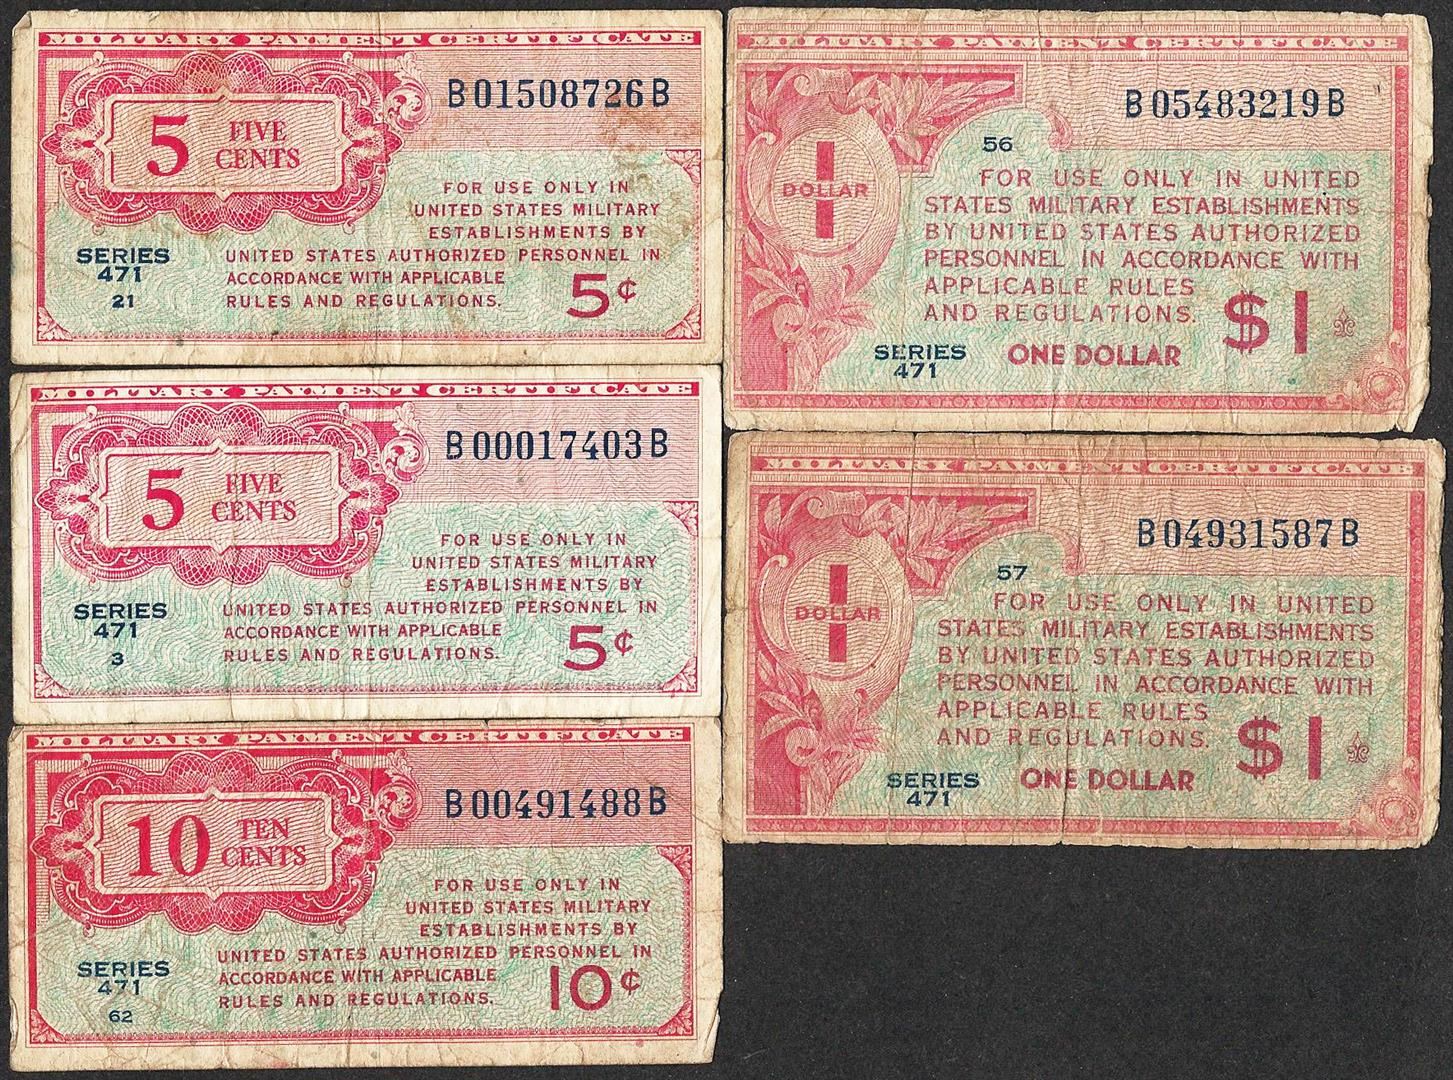 MILITARY PAYMENT CERTIFICATE
B01508726B
5 FIVE CENTS
FOR USE ONLY IN
UNITED STATES MILITARY
ESTABLISHMENTS BY
UNITED STATES AUTHORIZED PERSONNEL IN
ACCORDANCE WITH APPLICABLE
RULES AND REGULATIONS.
SERIES
471
21
5¢
MILITARY PAYMENT CERTIFICATE
B00017403B
5 FIVE CENTS
FOR USE ONLY IN
UNITED STATES MILITARY
ESTABLISHMENTS BY
UNITED STATES AUTHORIZED PERSONNEL IN
ACCORDANCE WITH APPLICABLE
RULES AND REGULATIONS.
SERIES
471
3
5¢
MILITARY PAYMENT CERTIFICATE
B00491488B
10 TEN CENTS
FOR USE ONLY IN
UNITED STATES MILITARY
ESTABLISHMENTS BY
UNITED STATES AUTHORIZED PERSONNEL IN
ACCORDANCE WITH APPLICABLE
RULES AND REGULATIONS.
SERIES
471
62
10¢
MILITARY PAYMENT CERTIFICATE
B05483219B
56
1 DOLLAR
FOR USE ONLY IN UNITED
STATES MILITARY ESTABLISHMENTS
BY UNITED STATES AUTHORIZED
PERSONNEL IN ACCORDANCE WITH
APPLICABLE RULES
AND REGULATIONS.
$1
SERIES
471
ONE DOLLAR
MILITARY PAYMENT CERTIFICATE
B04931587B
57
1 DOLLAR
FOR USE ONLY IN UNITED
STATES MILITARY ESTABLISHMENTS
BY UNITED STATES AUTHORIZED
PERSONNEL IN ACCORDANCE WITH
APPLICABLE RULES
AND REGULATIONS.
$1
SERIES
471
ONE DOLLAR